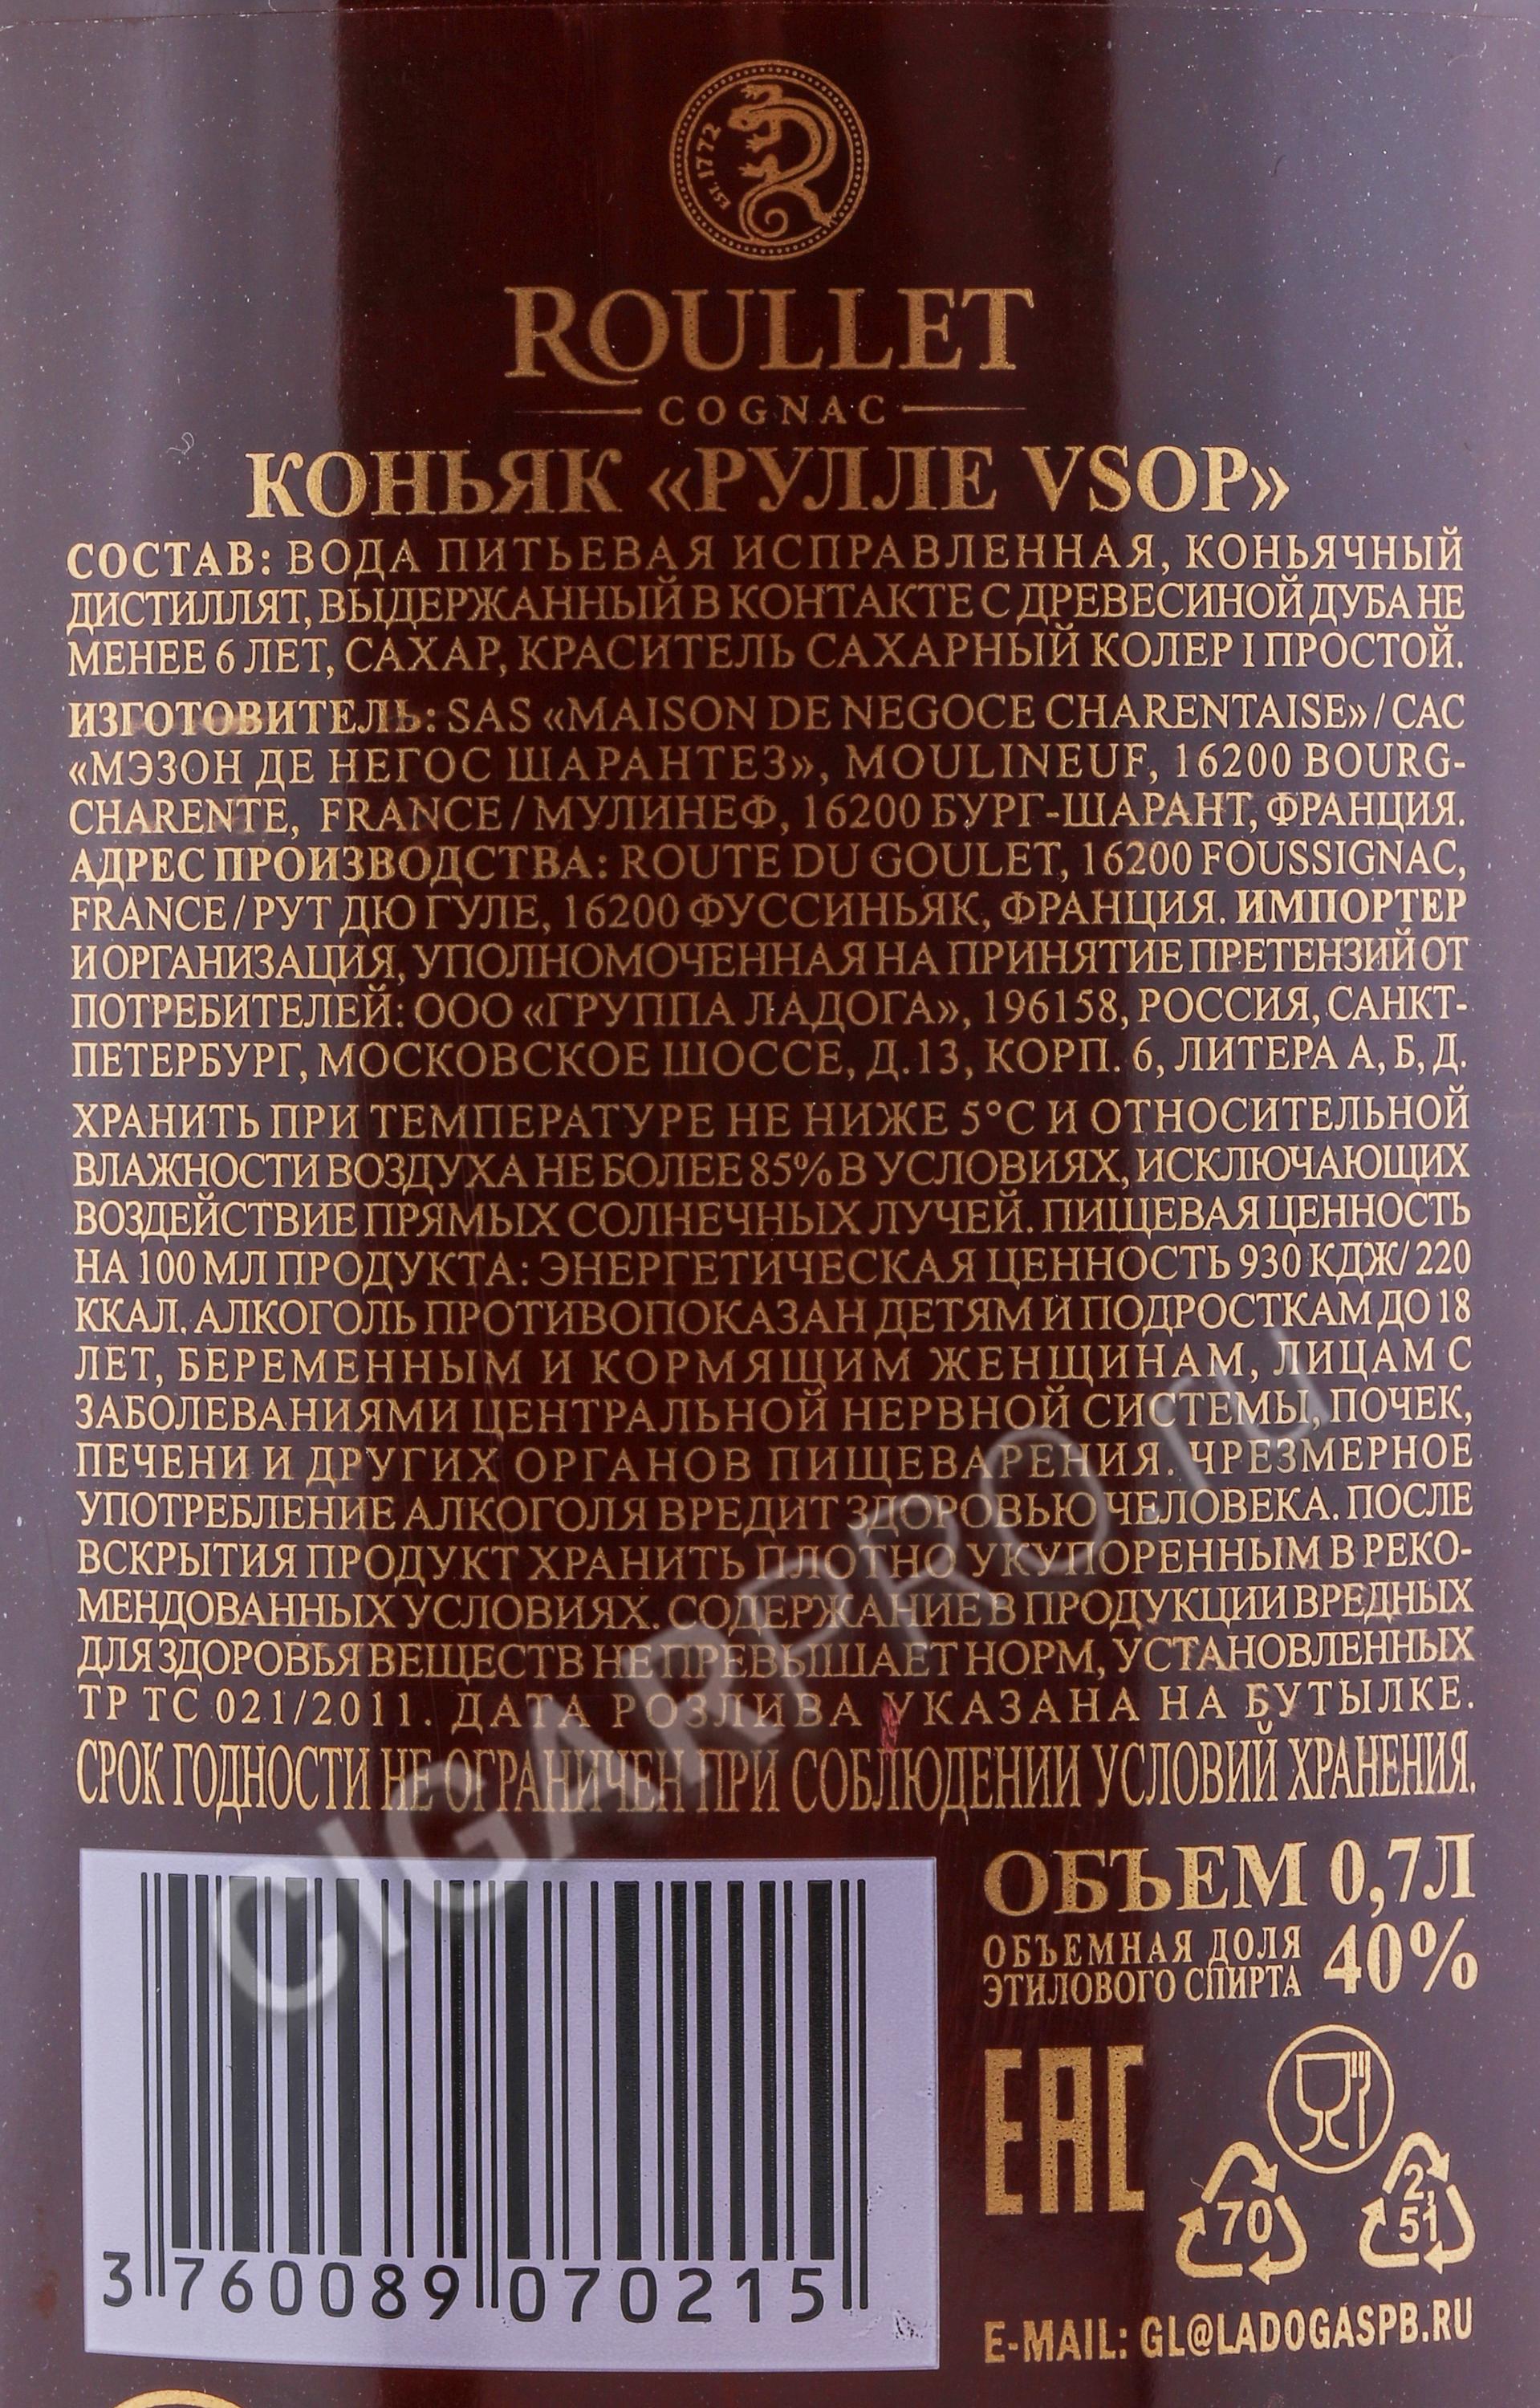 EST. 1772
ROULLET
COGNAC
КОНЬЯК «РУЛЛЕ VSOP»
СОСТАВ: ВОДА ПИТЬЕВАЯ ИСПРАВЛЕННАЯ, КОНЬЯЧНЫЙ
ДИСТИЛЛЯТ, ВЫДЕРЖАННЫЙ В КОНТАКТЕ С ДРЕВЕСИНОЙ ДУБА НЕ
МЕНЕЕ 6 ЛЕТ, САХАР, КРАСИТЕЛЬ САХАРНЫЙ КОЛЕР I ПРОСТОЙ.
ИЗГОТОВИТЕЛЬ: SAS «MAISON DE NEGOCE CHARENTAISE» / САС
«МЭЗОН ДЕ НЕГОС ШАРАНТЕЗ», MOULINEUF, 16200 BOURG-
CHARENTE, FRANCE / МУЛИНЕФ, 16200 БУРГ-ШАРАНТ, ФРАНЦИЯ.
АДРЕС ПРОИЗВОДСТВА: ROUTE DU GOULET, 16200 FOUSSIGNAC,
FRANCE / РУТ ДЮ ГУЛЕ, 16200 ФУССИНЬЯК, ФРАНЦИЯ. ИМПОРТЕР
И ОРГАНИЗАЦИЯ, УПОЛНОМОЧЕННАЯ НА ПРИНЯТИЕ ПРЕТЕНЗИЙ ОТ
ПОТРЕБИТЕЛЕЙ: ООО «ГРУППА ЛАДОГА», 196158, РОССИЯ, САНКТ-
ПЕТЕРБУРГ, МОСКОВСКОЕ ШОССЕ, Д.13, КОРП. 6, ЛИТЕРА А, Б, Д.
ХРАНИТЬ ПРИ ТЕМПЕРАТУРЕ НЕ НИЖЕ 5°С И ОТНОСИТЕЛЬНОЙ
ВЛАЖНОСТИ ВОЗДУХА НЕ БОЛЕЕ 85% В УСЛОВИЯХ, ИСКЛЮЧАЮЩИХ
ВОЗДЕЙСТВИЕ ПРЯМЫХ СОЛНЕЧНЫХ ЛУЧЕЙ. ПИЩЕВАЯ ЦЕННОСТЬ
НА 100 МЛ ПРОДУКТА: ЭНЕРГЕТИЧЕСКАЯ ЦЕННОСТЬ 930 КДЖ/ 220
ККАЛ. АЛКОГОЛЬ ПРОТИВОПОКАЗАН ДЕТЯМ И ПОДРОСТКАМ ДО 18
ЛЕТ, БЕРЕМЕННЫМ И КОРМЯЩИМ ЖЕНЩИНАМ, ЛИЦАМ С
ЗАБОЛЕВАНИЯМИ ЦЕНТРАЛЬНОЙ НЕРВНОЙ СИСТЕМЫ, ПОЧЕК,
ПЕЧЕНИ И ДРУГИХ ОРГАНОВ ПИЩЕВАРЕНИЯ. ЧРЕЗМЕРНОЕ
УПОТРЕБЛЕНИЕ АЛКОГОЛЯ ВРЕДИТ ЗДОРОВЬЮ ЧЕЛОВЕКА. ПОСЛЕ
ВСКРЫТИЯ ПРОДУКТ ХРАНИТЬ ПЛОТНО УКУПОРЕННЫМ В РЕКО-
МЕНДОВАННЫХ УСЛОВИЯХ. СОДЕРЖАНИЕ В ПРОДУКЦИИ ВРЕДНЫХ
ДЛЯ ЗДОРОВЬЯ ВЕЩЕСТВ НЕ ПРЕВЫШАЕТ НОРМ, УСТАНОВЛЕННЫХ
ТР ТС 021/2011. ДАТА РОЗЛИВА УКАЗАНА НА БУТЫЛКЕ.
СРОК ГОДНОСТИ НЕ ОГРАНИЧЕН ПРИ СОБЛЮДЕНИИ УСЛОВИЙ ХРАНЕНИЯ.
CIGARPRO.ru
ОБЪЕМ 0,7Л
ОБЪЕМНАЯ ДОЛЯ
ЭТИЛОВОГО СПИРТА 40%
EAC
70
2,
51
3 760089 070215
E-MAIL: GL@LADOGASPB.RU